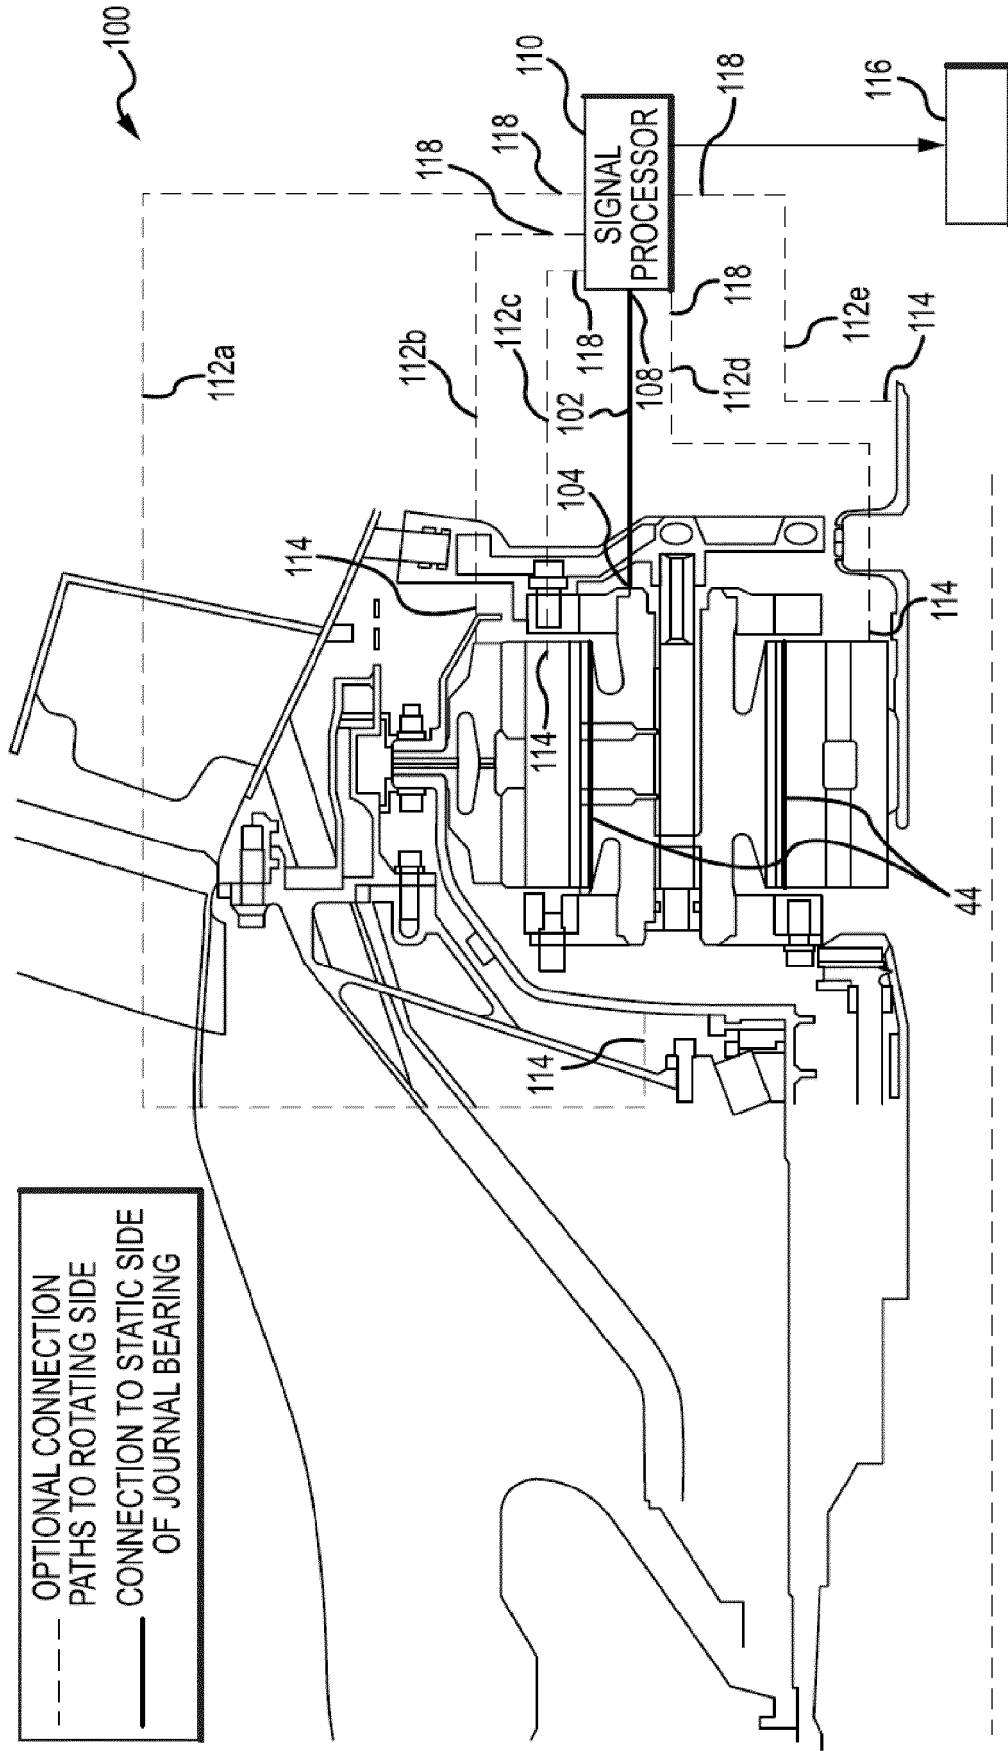 OPTIONAL CONNECTION
PATHS TO ROTATING SIDE
CONNECTION TO STATIC SIDE
OF JOURNAL BEARING
100
112a
118
118
110
SIGNAL
PROCESSOR
118
116
112b
112c
118
102
108
118
112d
112e
114
104
114
114
114
114
44